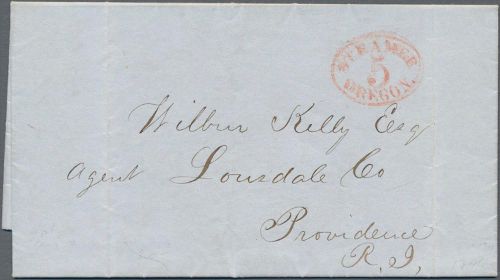 STEAMER
5
OREGON.
Wilbur Kelly Esq
Agent Lonsdale Co
Providence
R. I.